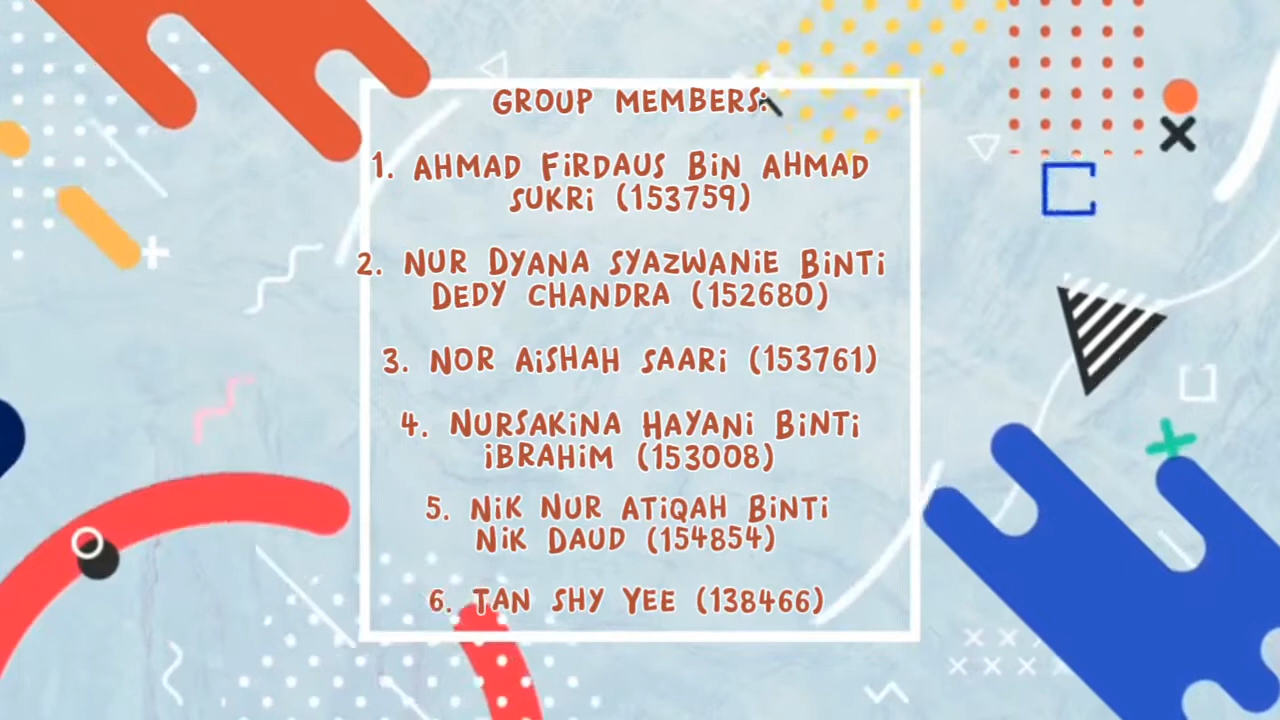 GROUP MEMBERS:
1. AHMAD FiRDAUS BiN AHMAD
SUKRi (153759)
2. NUR DYANA SYAZWANiE BiNTi
DEDY CHANDRA (152680)
3. NOR AiSHAH SAARi (153761)
4. NURSAKiNA HAYANi BiNTi
iBRAHiM (153008)
5. NiK NUR ATiQAH BiNTi
NiK DAUD (154854)
6. TAN SHY YEE (138466)